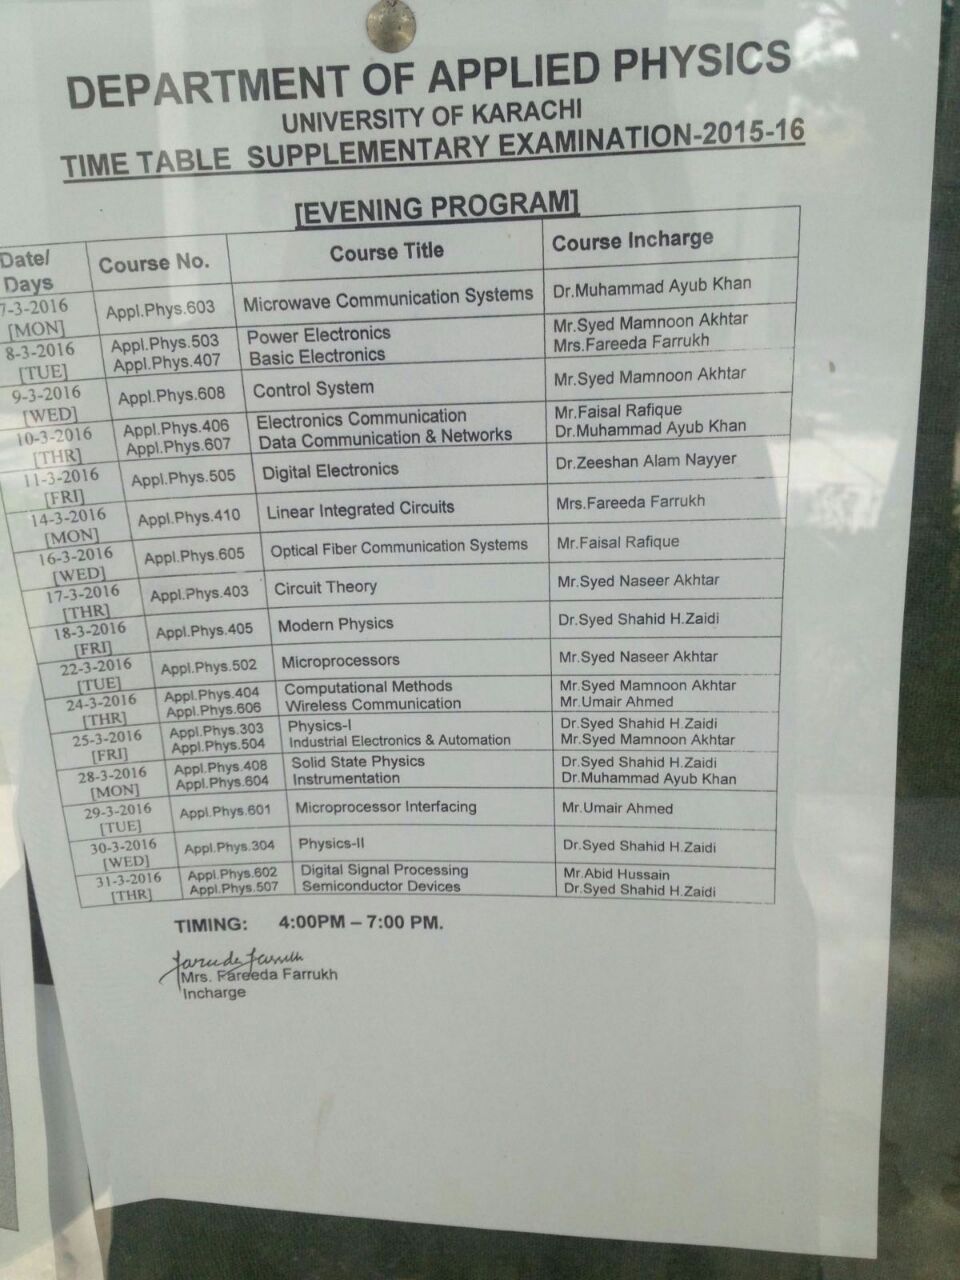 DEPARTMENT OF APPLIED PHYSICS
UNIVERSITY OF KARACHI
TIME TABLE SUPPLEMENTARY EXAMINATION-2015-16
[EVENING PROGRAM]
Date/ Days Course No. Course Title Course Incharge
7-3-2016 [MON] Appl.Phys.603 Microwave Communication Systems Dr.Muhammad Ayub Khan
8-3-2016 [TUE] Appl.Phys.503 Power Electronics Mr.Syed Mamnoon Akhtar
Appl.Phys.407 Basic Electronics Mrs.Fareeda Farrukh
9-3-2016 [WED] Appl.Phys.608 Control System Mr.Syed Mamnoon Akhtar
10-3-2016 [THR] Appl.Phys.406 Electronics Communication Mr.Faisal Rafique
Appl.Phys.607 Data Communication & Networks Dr.Muhammad Ayub Khan
11-3-2016 [FRI] Appl.Phys.505 Digital Electronics Dr.Zeeshan Alam Nayyer
14-3-2016 [MON] Appl.Phys.410 Linear Integrated Circuits Mrs.Fareeda Farrukh
16-3-2016 [WED] Appl.Phys.605 Optical Fiber Communication Systems Mr.Faisal Rafique
17-3-2016 [THR] Appl.Phys.403 Circuit Theory Mr.Syed Naseer Akhtar
18-3-2016 [FRI] Appl.Phys.405 Modern Physics Dr.Syed Shahid H.Zaidi
22-3-2016 [TUE] Appl.Phys.502 Microprocessors Mr.Syed Naseer Akhtar
24-3-2016 [THR] Appl.Phys.404 Computational Methods Mr.Syed Mamnoon Akhtar
Appl.Phys.606 Wireless Communication Mr.Umair Ahmed
25-3-2016 [FRI] Appl.Phys.303 Physics-I Dr.Syed Shahid H.Zaidi
Appl.Phys.504 Industrial Electronics & Automation Mr.Syed Mamnoon Akhtar
28-3-2016 [MON] Appl.Phys.408 Solid State Physics Dr.Syed Shahid H.Zaidi
Appl.Phys.604 Instrumentation Dr.Muhammad Ayub Khan
29-3-2016 [TUE] Appl.Phys.601 Microprocessor Interfacing Mr.Umair Ahmed
30-3-2016 [WED] Appl.Phys.304 Physics-II Dr.Syed Shahid H.Zaidi
31-3-2016 [THR] Appl.Phys.602 Digital Signal Processing Mr.Abid Hussain
Appl.Phys.507 Semiconductor Devices Dr.Syed Shahid H.Zaidi
TIMING: 4:00PM – 7:00 PM.
Mrs. Fareeda Farrukh
Incharge